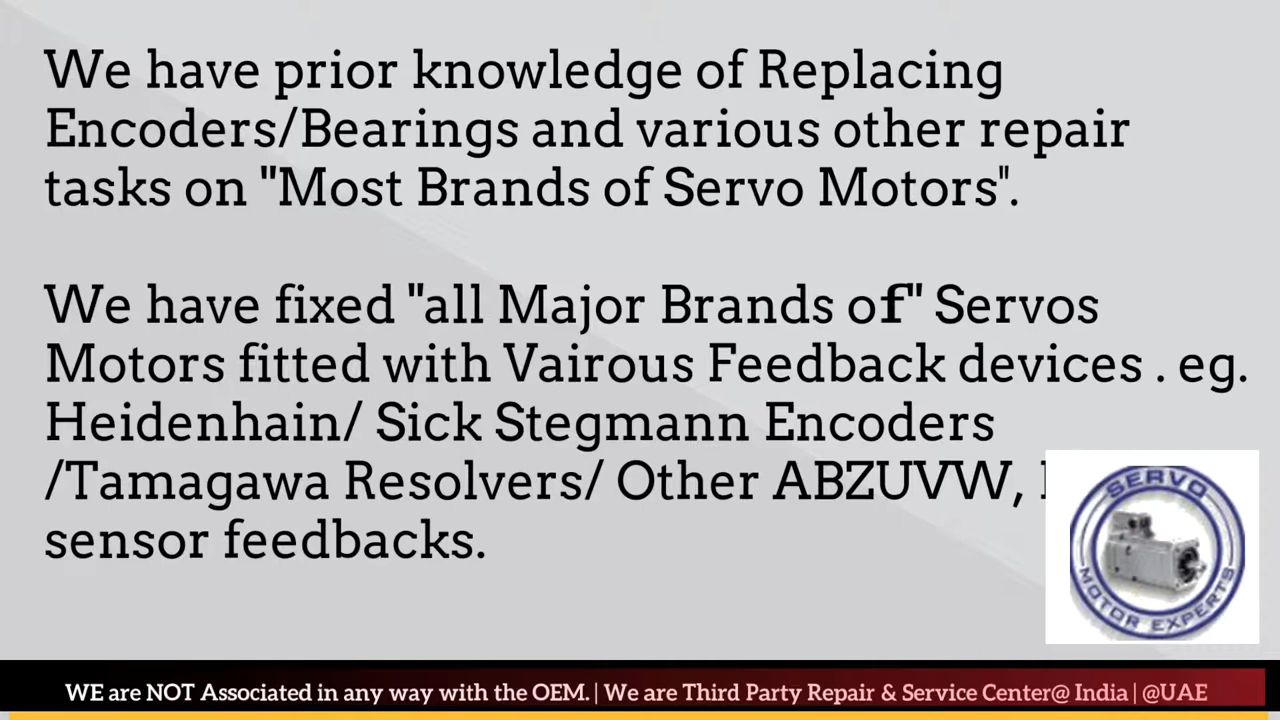 We have prior knowledge of Replacing
Encoders/Bearings and various other repair
tasks on "Most Brands of Servo Motors".
We have fixed "all Major Brands of" Servos
Motors fitted with Vairous Feedback devices . eg.
Heidenhain/ Sick Stegmann Encoders
/Tamagawa Resolvers/ Other ABZUVW,
sensor feedbacks.
SERVO
MOTOR EXPERTS
WE are NOT Associated in any way with the OEM. | We are Third Party Repair & Service Center@ India | @UAE